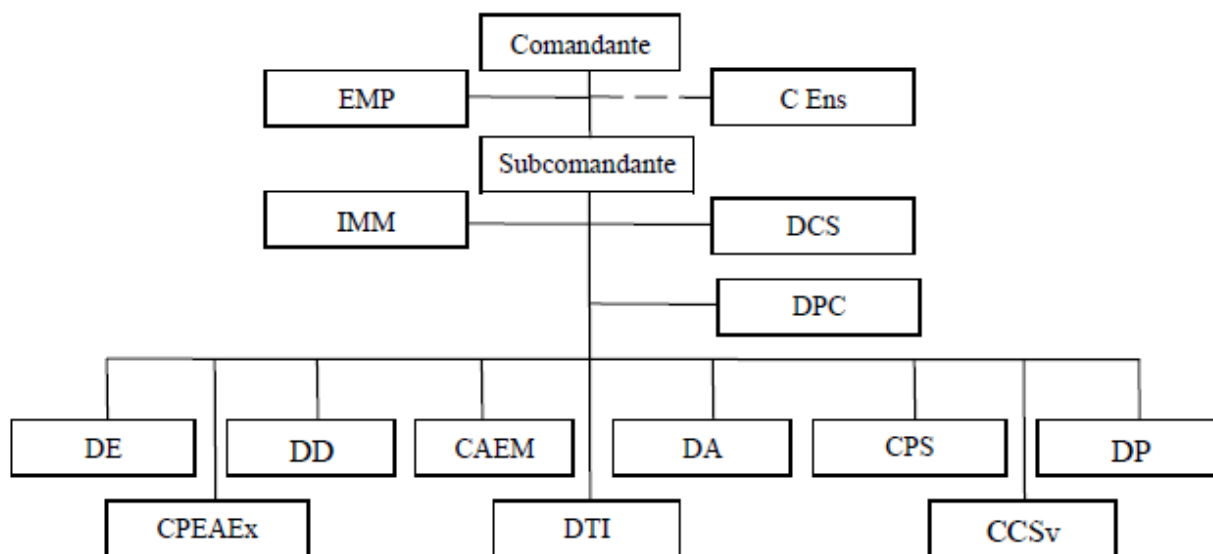 Comandante
EMP
C Ens
Subcomandante
IMM
DCS
DPC
DE
DD
CAEM
DA
CPS
DP
CPEAEx
DTI
CCSv